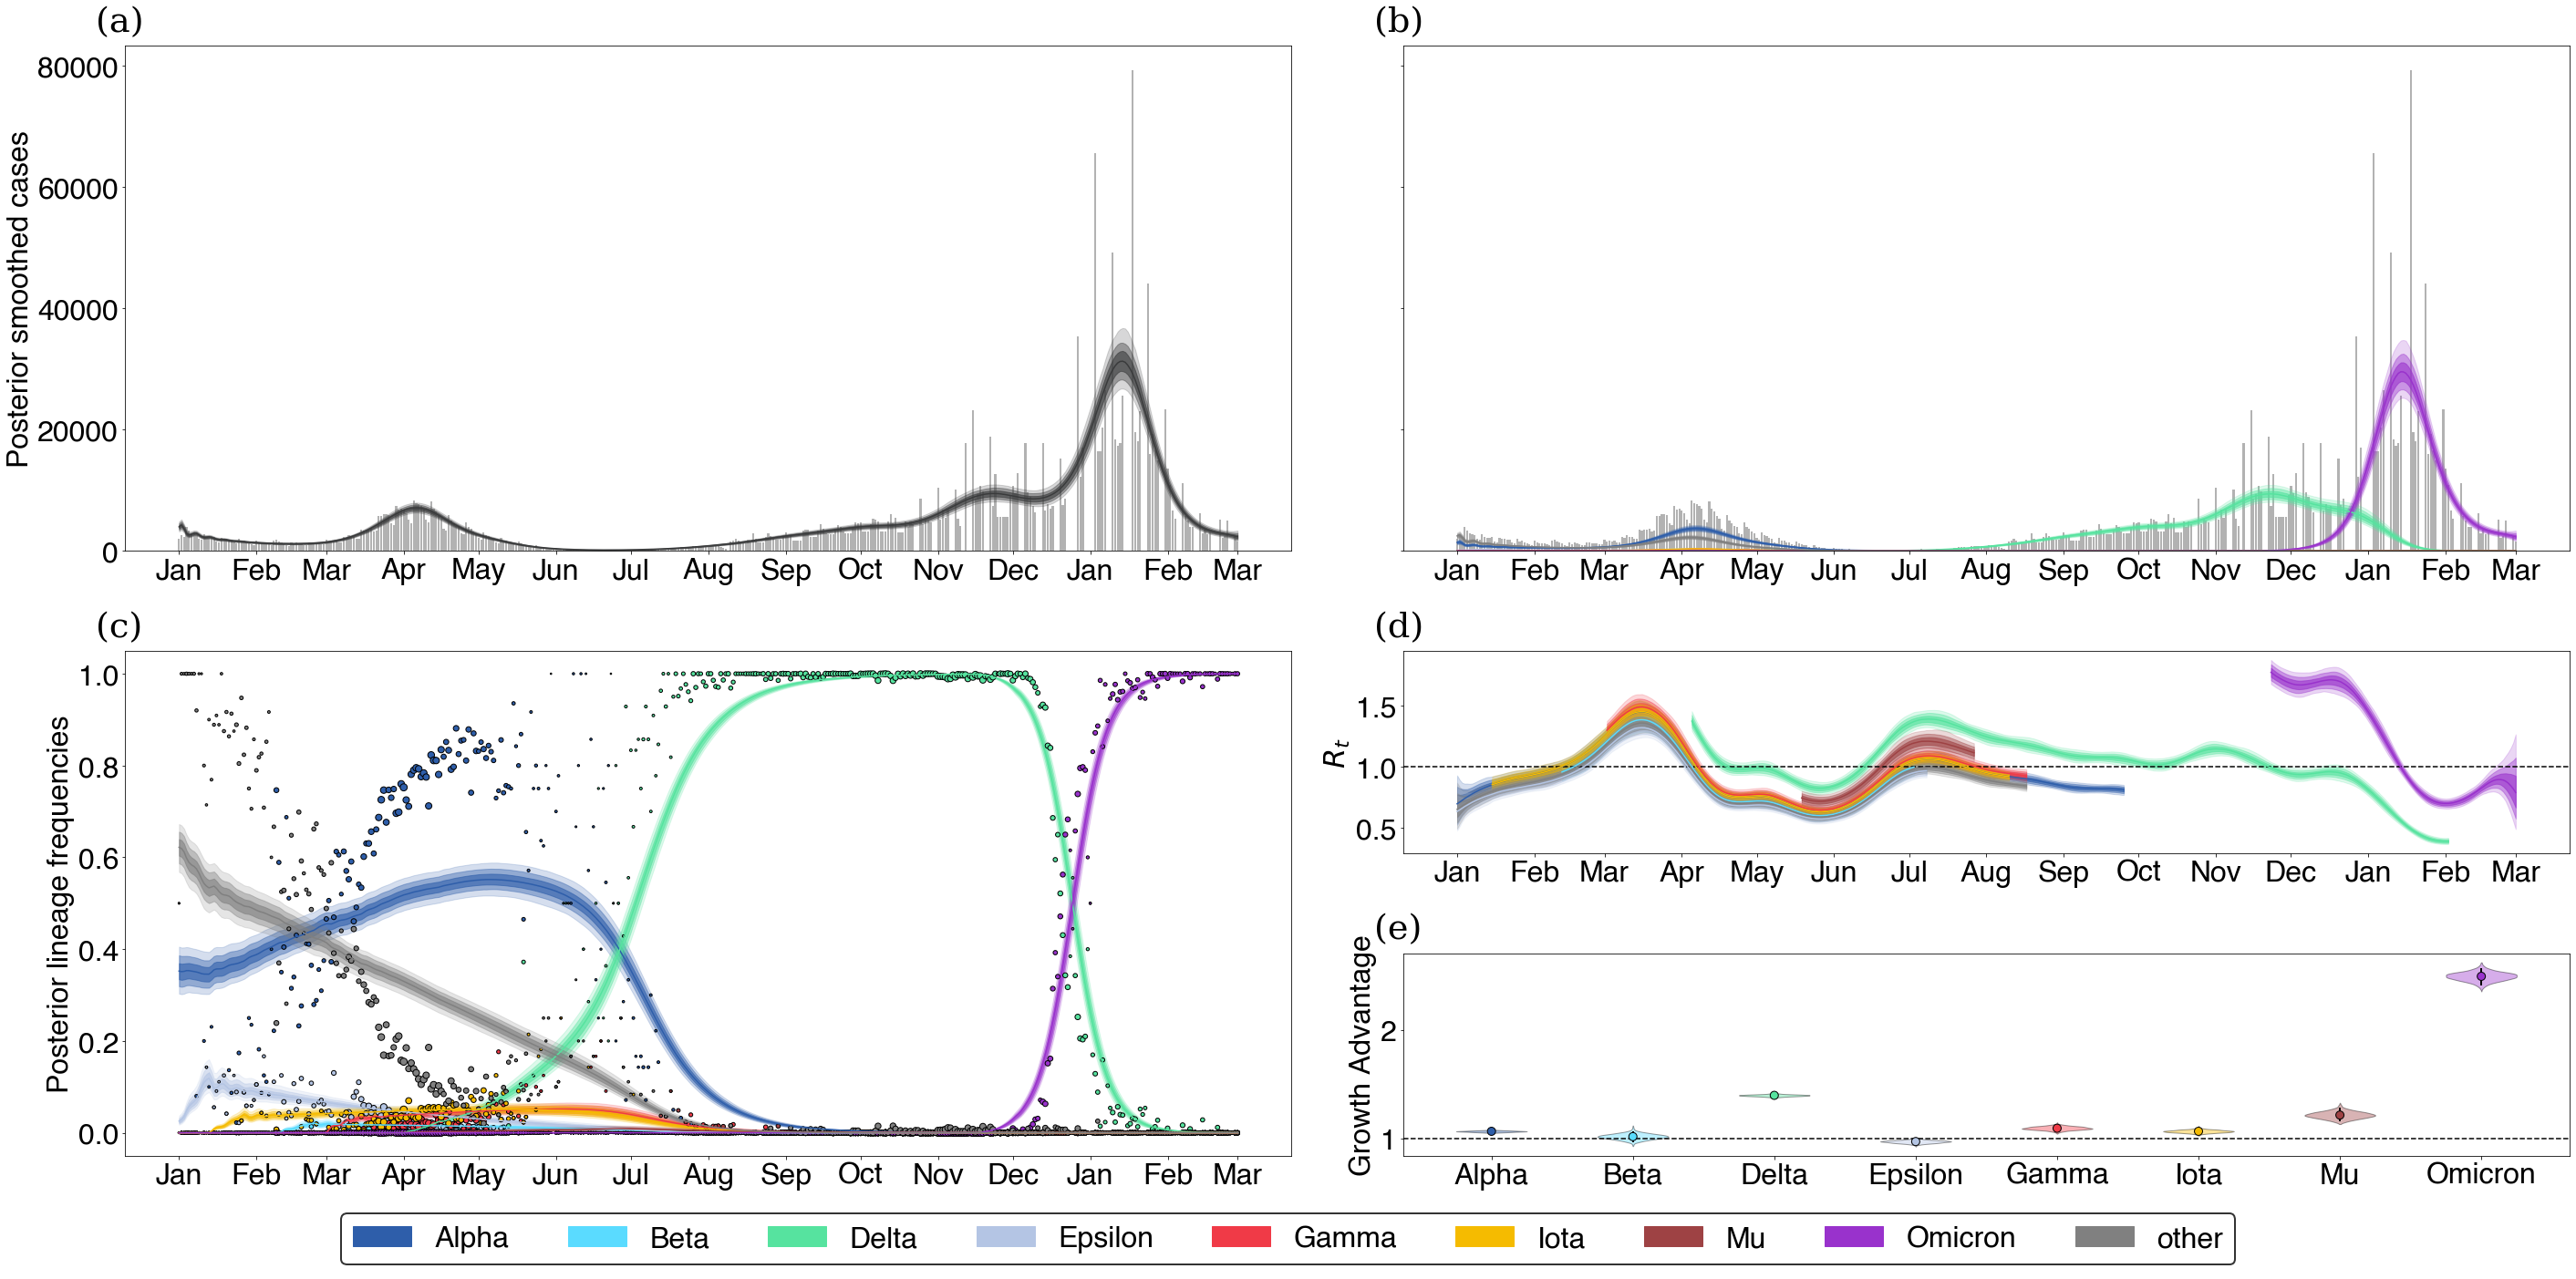 (a)
Posterior smoothed cases
80000
60000
40000
20000
0
Jan Feb Mar Apr May Jun Jul Aug Sep Oct Nov Dec Jan Feb Mar
(b)
Jan Feb Mar Apr May Jun Jul Aug Sep Oct Nov Dec Jan Feb Mar
(c)
Posterior lineage frequencies
1.0
0.8
0.6
0.4
0.2
0.0
Jan Feb Mar Apr May Jun Jul Aug Sep Oct Nov Dec Jan Feb Mar
(d)
Rt
1.5
1.0
0.5
Jan Feb Mar Apr May Jun Jul Aug Sep Oct Nov Dec Jan Feb Mar
(e)
Growth Advantage
2
1
Alpha Beta Delta Epsilon Gamma Iota Mu Omicron
Alpha Beta Delta Epsilon Gamma Iota Mu Omicron other